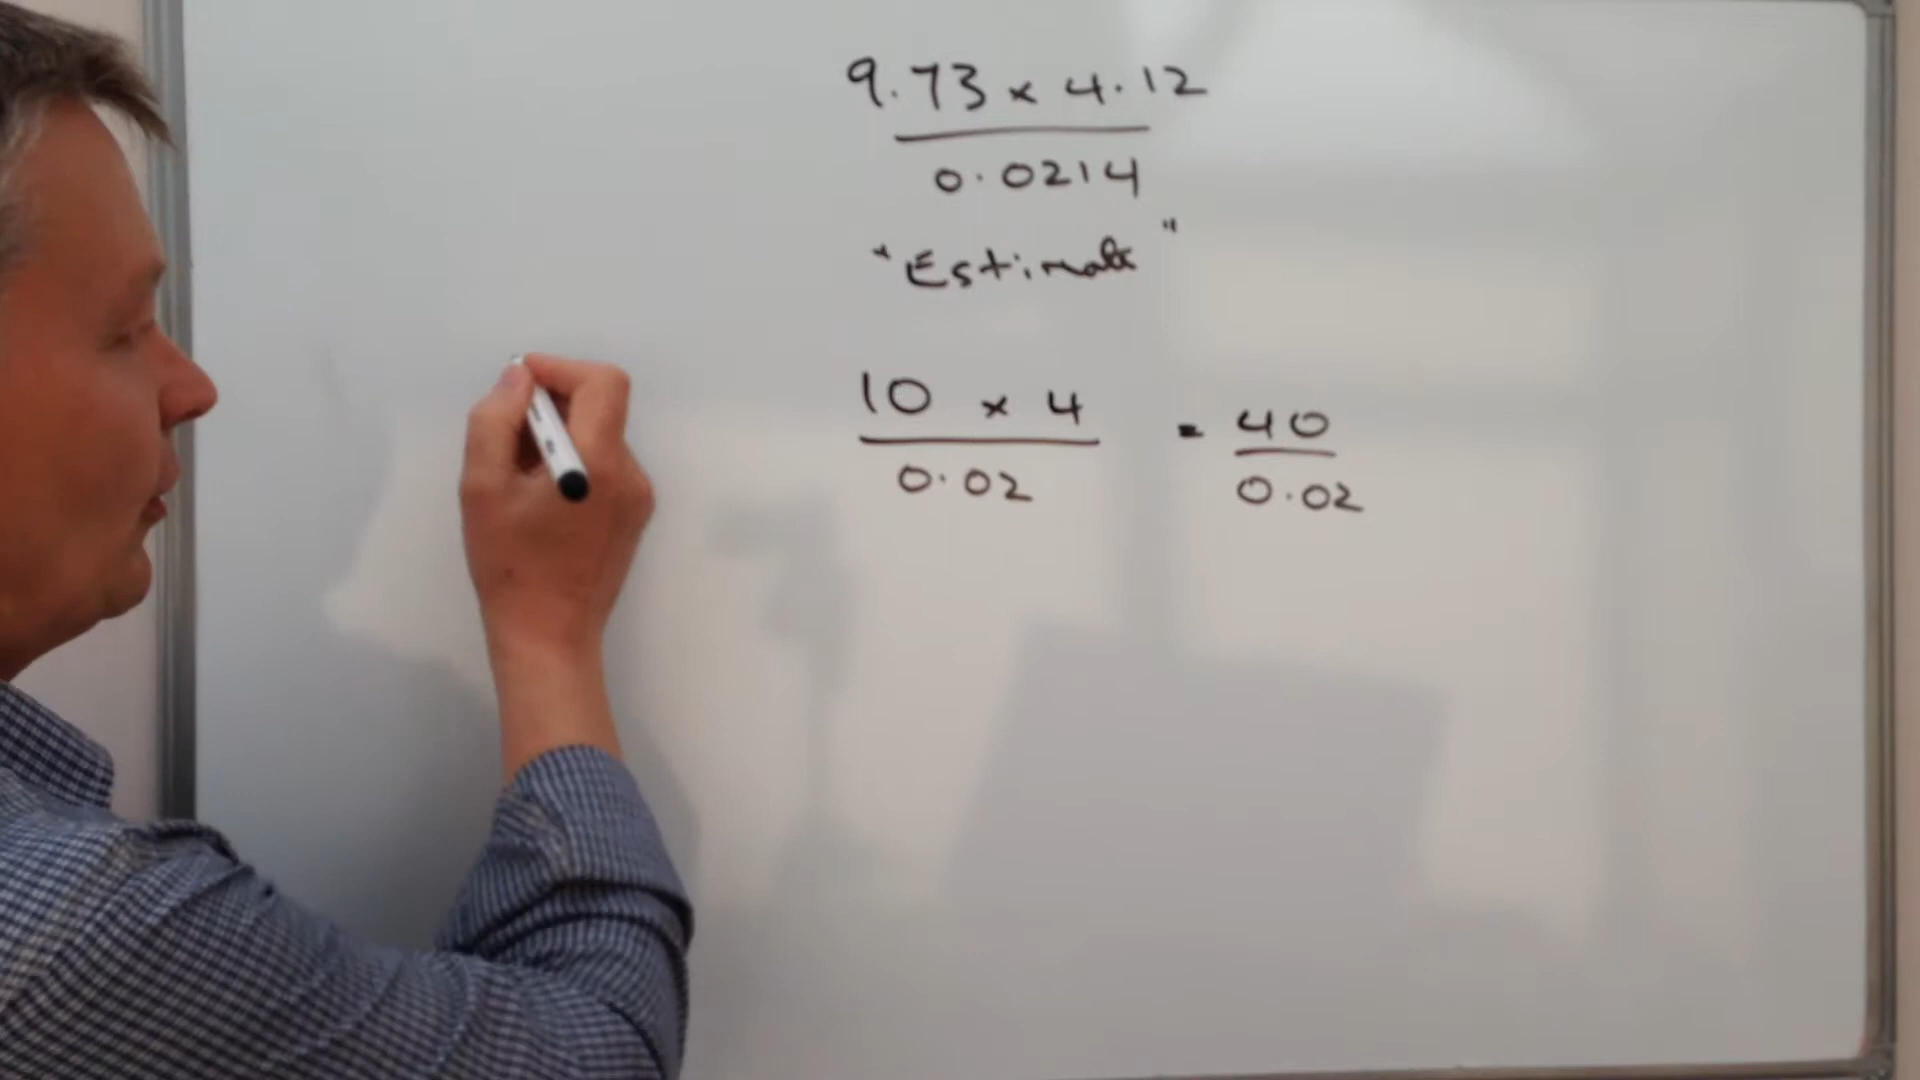 9.73 x 4.12
0.0214
"Estimate"
10 x 4 = 40
0.02 0.02